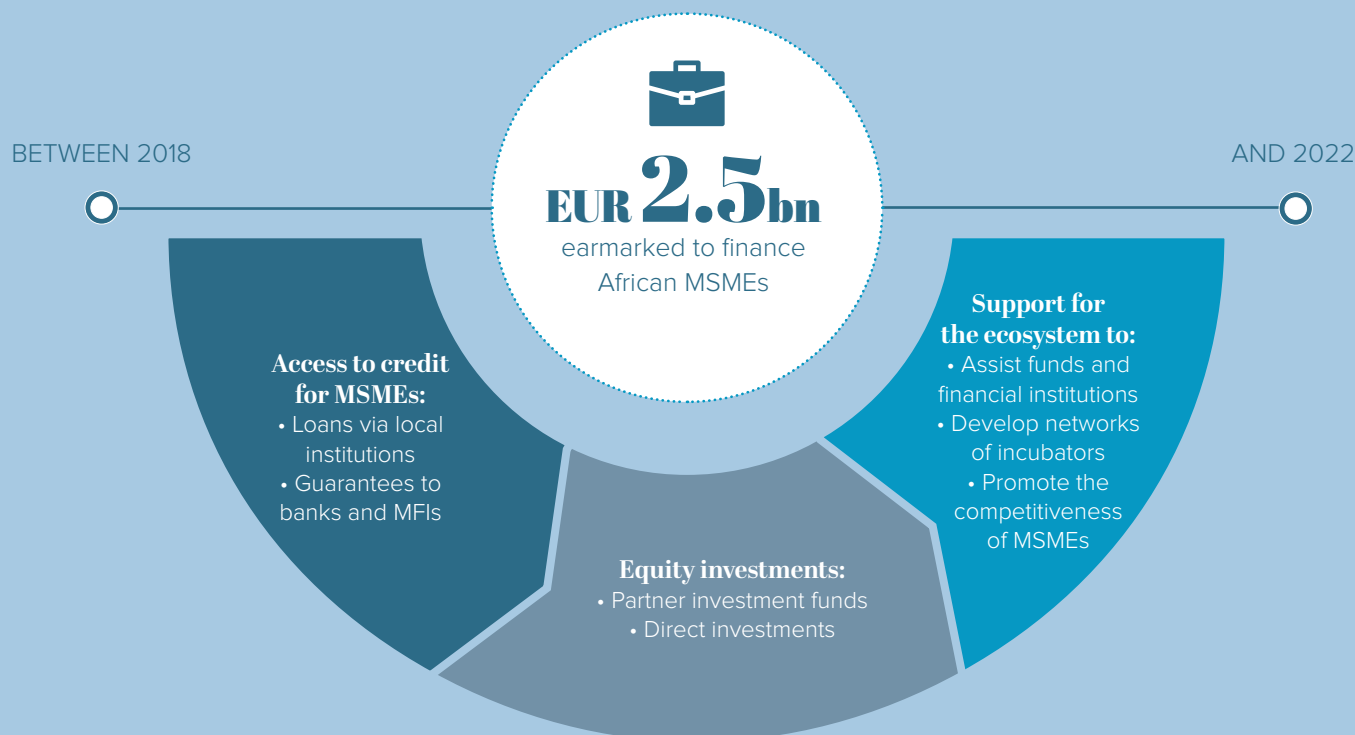 BETWEEN 2018
AND 2022
EUR 2.5bn
earmarked to finance
African MSMEs
Access to credit
for MSMEs:
• Loans via local
institutions
• Guarantees to
banks and MFIs
Equity investments:
• Partner investment funds
• Direct investments
Support for
the ecosystem to:
• Assist funds and
financial institutions
• Develop networks
of incubators
• Promote the
competitiveness
of MSMEs